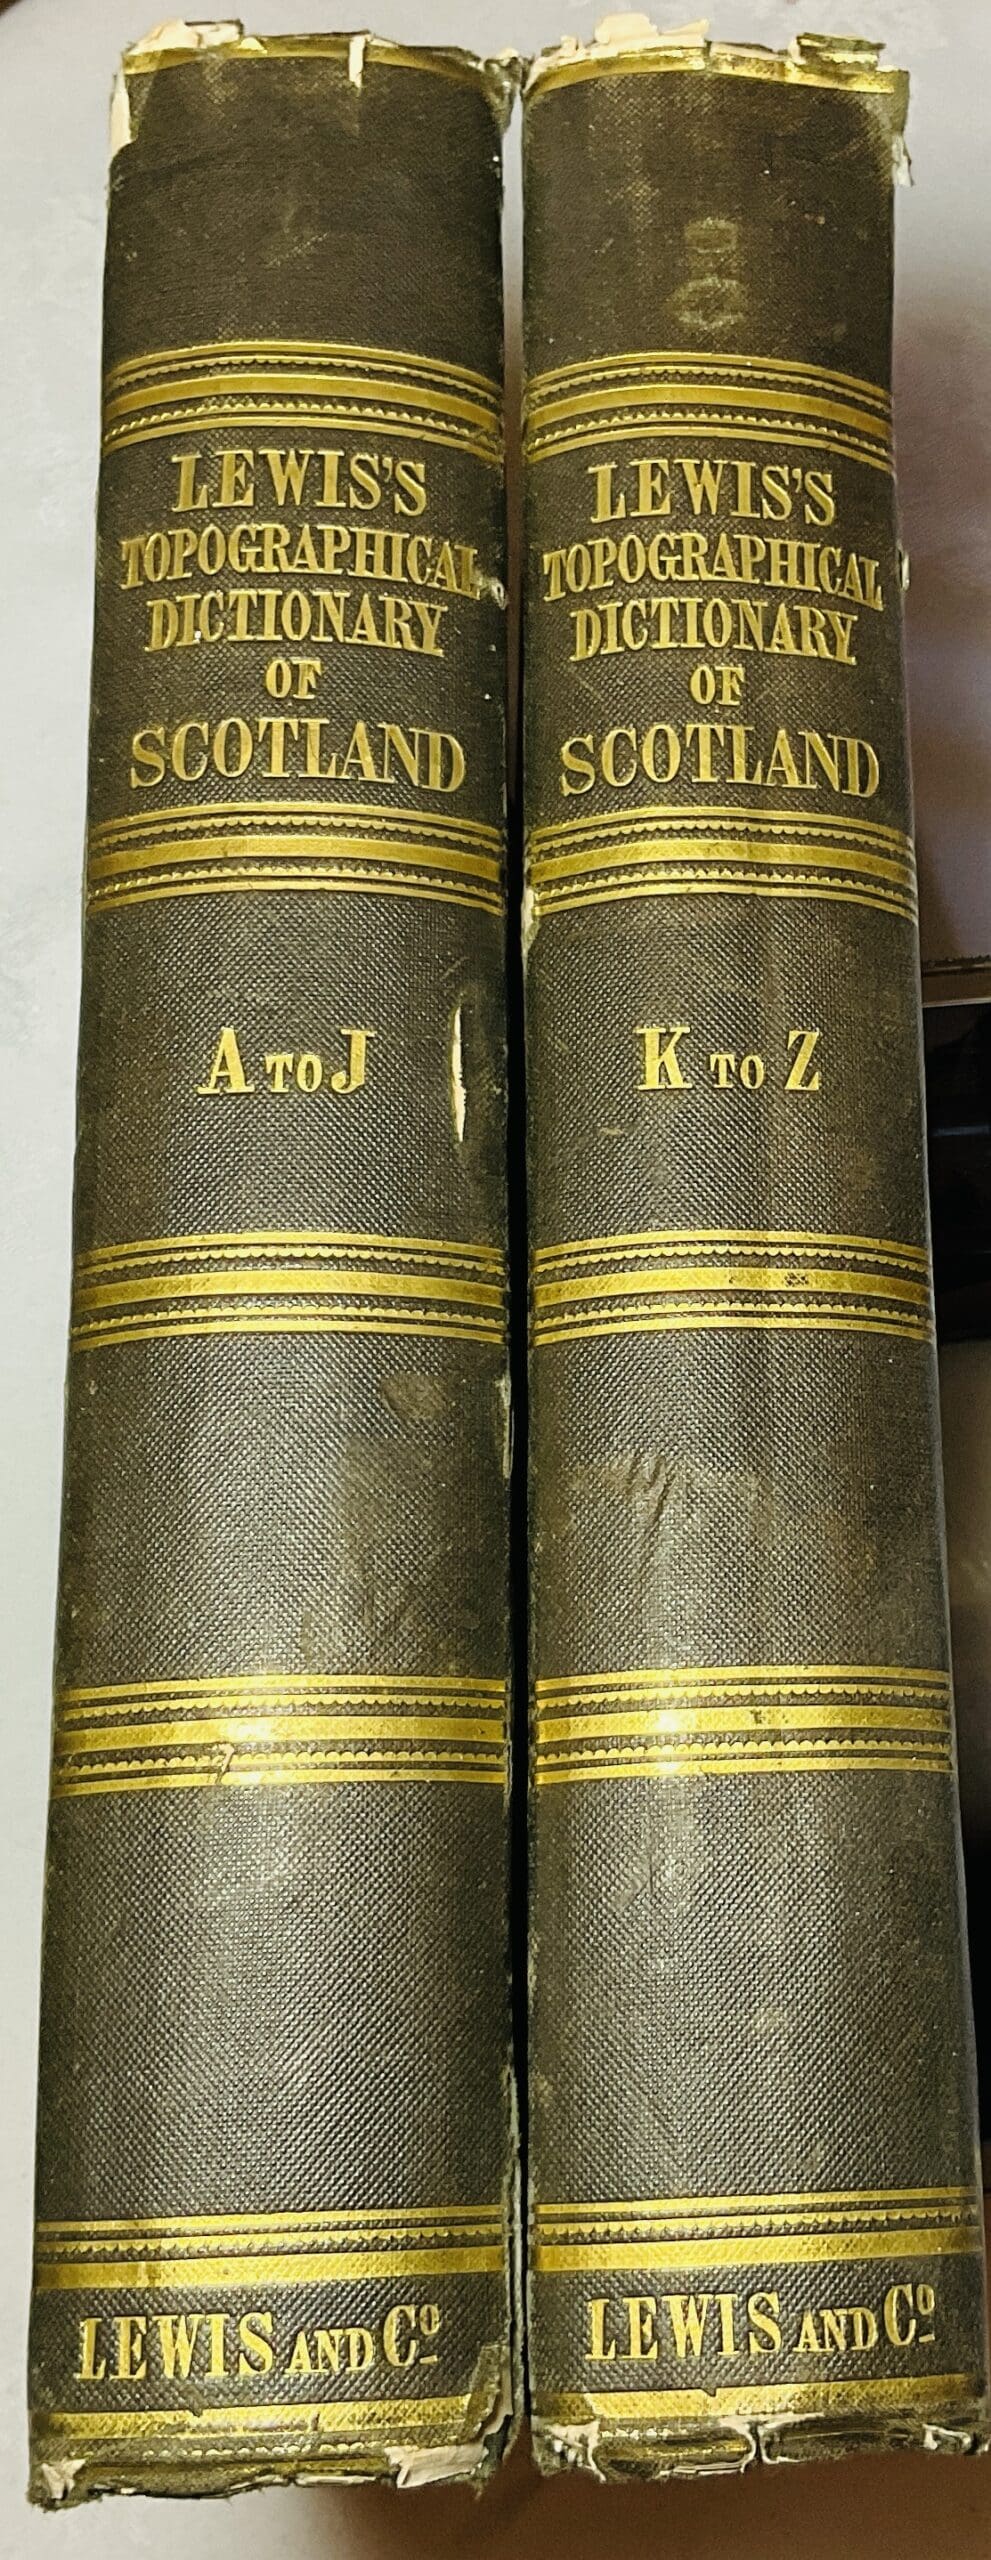 LEWIS'S
TOPOGRAPHICAL
DICTIONARY
OF
SCOTLAND
A TO J
LEWIS AND Cº
LEWIS'S
TOPOGRAPHICAL
DICTIONARY
OF
SCOTLAND
K TO Z
LEWIS AND Cº